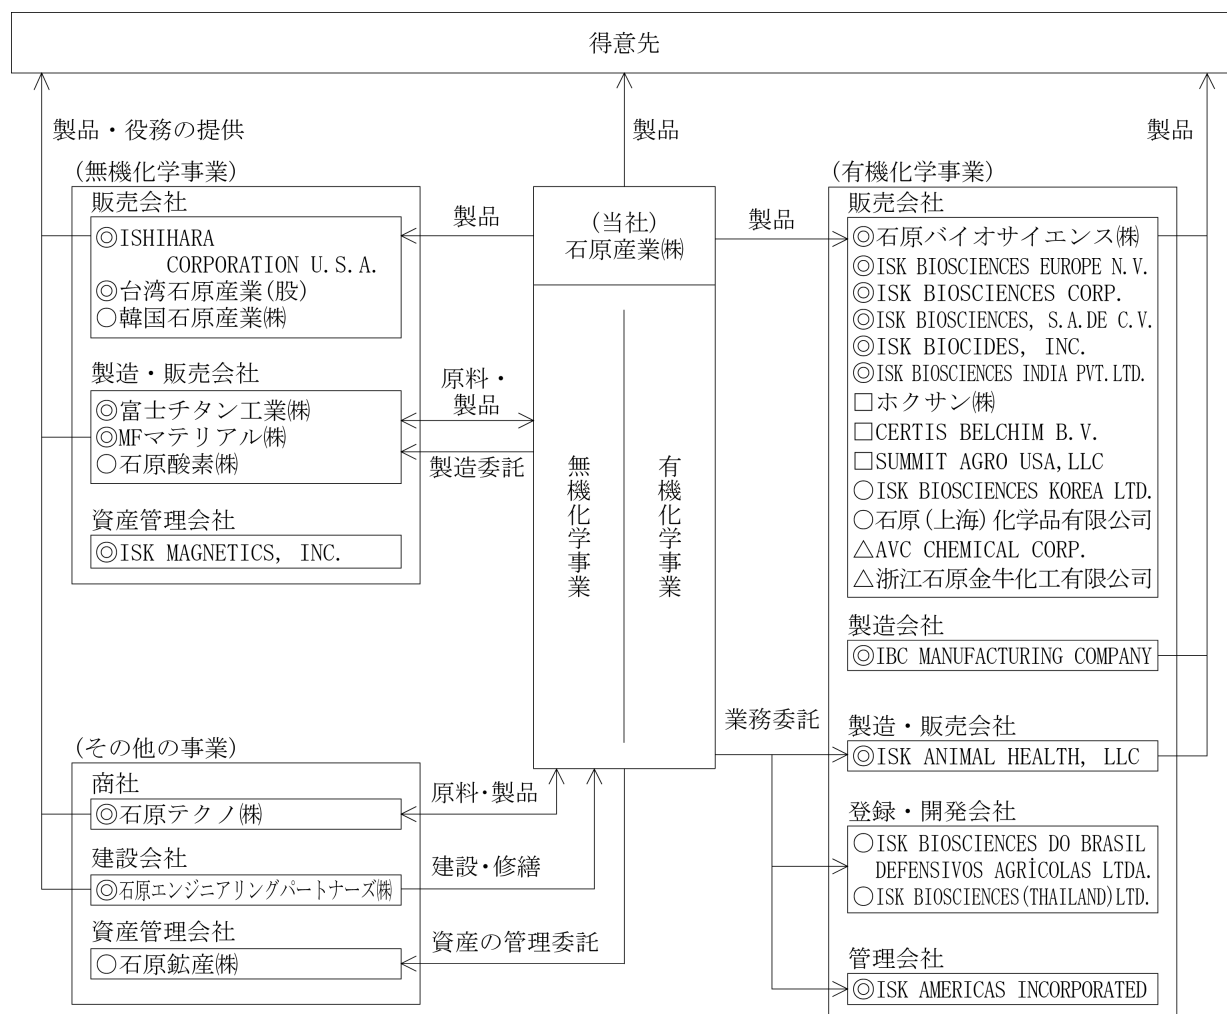 得意先
製品・役務の提供
製品
製品
(無機化学事業)
販売会社
◎ISHIHARA
CORPORATION U.S.A.
◎台湾石原産業(股)
○韓国石原産業㈱
製造・販売会社
◎富士チタン工業㈱
◎MFマテリアル㈱
○石原酸素㈱
資産管理会社
◎ISK MAGNETICS, INC.
製品
原料・
製品
製造委託
(当社)
石原産業㈱
無機化学事業
有機化学事業
製品
業務委託
(有機化学事業)
販売会社
◎石原バイオサイエンス㈱
◎ISK BIOSCIENCES EUROPE N.V.
◎ISK BIOSCIENCES CORP.
◎ISK BIOSCIENCES, S.A.DE C.V.
◎ISK BIOCIDES, INC.
◎ISK BIOSCIENCES INDIA PVT.LTD.
□ホクサン㈱
□CERTIS BELCHIM B.V.
□SUMMIT AGRO USA,LLC
○ISK BIOSCIENCES KOREA LTD.
○石原(上海)化学品有限公司
△AVC CHEMICAL CORP.
△浙江石原金牛化工有限公司
製造会社
◎IBC MANUFACTURING COMPANY
製造・販売会社
◎ISK ANIMAL HEALTH, LLC
登録・開発会社
○ISK BIOSCIENCES DO BRASIL
DEFENSIVOS AGRİCOLAS LTDA.
○ISK BIOSCIENCES(THAILAND)LTD.
管理会社
◎ISK AMERICAS INCORPORATED
(その他の事業)
商社
◎石原テクノ㈱
建設会社
◎石原エンジニアリングパートナーズ㈱
資産管理会社
○石原鉱産㈱
原料・製品
建設・修繕
資産の管理委託